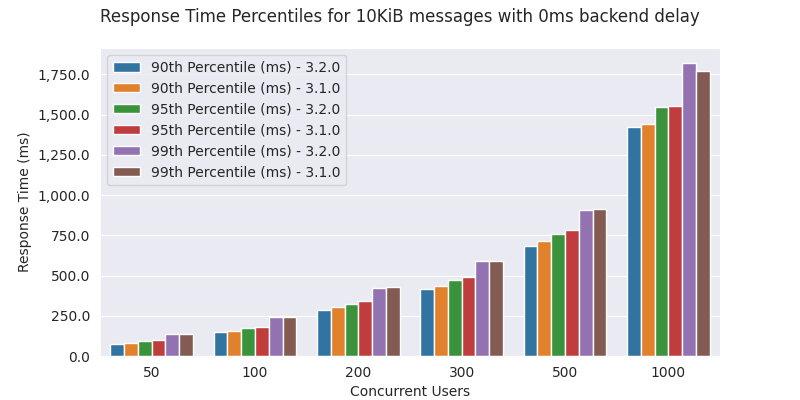 Response Time Percentiles for 10KiB messages with 0ms backend delay
90th Percentile (ms) - 3.2.0
90th Percentile (ms) - 3.1.0
95th Percentile (ms) - 3.2.0
95th Percentile (ms) - 3.1.0
99th Percentile (ms) - 3.2.0
99th Percentile (ms) - 3.1.0
Response Time (ms)
1,750.0
1,500.0
1,250.0
1,000.0
750.0
500.0
250.0
0.0
50 100 200 300 500 1000
Concurrent Users